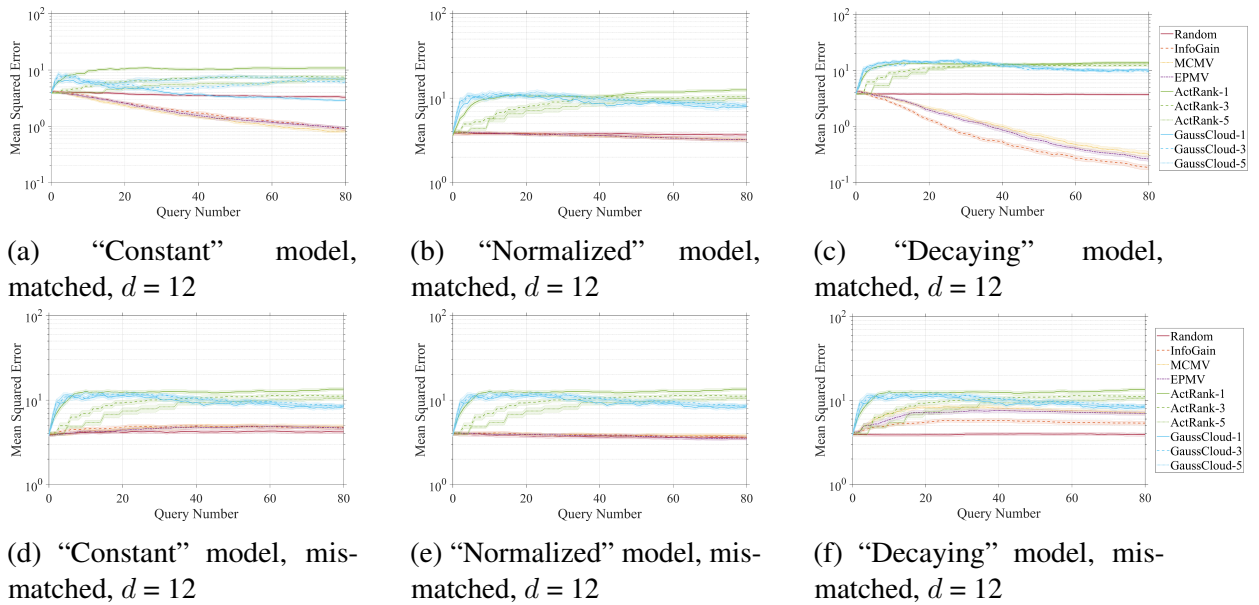 10^2
10^1
10^0
10^-1
Mean Squared Error
0 20 40 60 80
Query Number
(a) “Constant” model,
matched, d = 12
10^2
10^1
10^0
Mean Squared Error
0 20 40 60 80
Query Number
(b) “Normalized” model,
matched, d = 12
10^2
10^1
10^0
10^-1
Mean Squared Error
0 20 40 60 80
Query Number
(c) “Decaying” model,
matched, d = 12
Random
InfoGain
MCMV
EPMV
ActRank-1
ActRank-3
ActRank-5
GaussCloud-1
GaussCloud-3
GaussCloud-5
10^2
10^1
10^0
Mean Squared Error
0 20 40 60 80
Query Number
(d) “Constant” model, mis-
matched, d = 12
10^2
10^1
10^0
Mean Squared Error
0 20 40 60 80
Query Number
(e) “Normalized” model, mis-
matched, d = 12
10^2
10^1
10^0
Mean Squared Error
0 20 40 60 80
Query Number
(f) “Decaying” model, mis-
matched, d = 12
Random
InfoGain
MCMV
EPMV
ActRank-1
ActRank-3
ActRank-5
GaussCloud-1
GaussCloud-3
GaussCloud-5